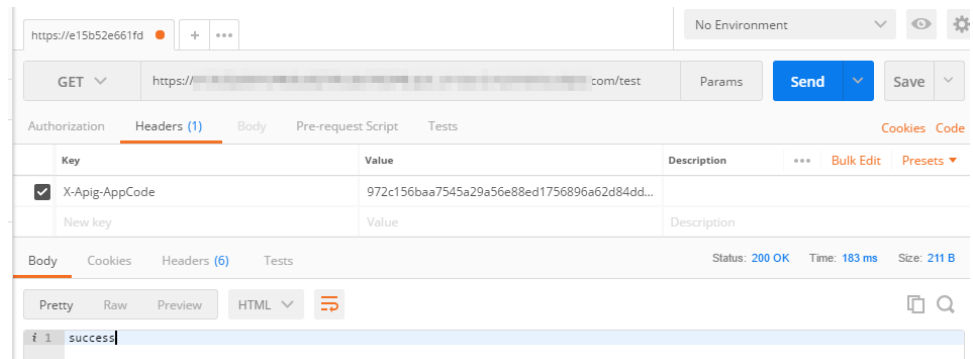 No Environment
https://e15b52e661fd + •••
GET https:// .com/test Params Send Save
Authorization Headers (1) Body Pre-request Script Tests Cookies Code
Key Value Description ••• Bulk Edit Presets
X-Apig-AppCode 972c156baa7545a29a56e88ed1756896a62d84dd...
New key Value Description
Body Cookies Headers (6) Tests Status: 200 OK Time: 183 ms Size: 211 B
Pretty Raw Preview HTML
i 1 success